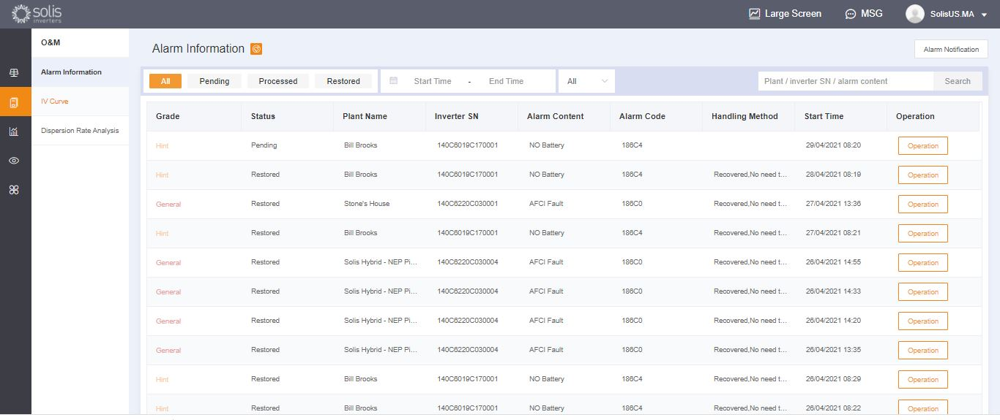 solis
inverters
Large Screen
MSG
SolisUS.MA
O&M
Alarm Information
IV Curve
Dispersion Rate Analysis
Alarm Information
Alarm Notification
All Pending Processed Restored Start Time - End Time All Plant / inverter SN / alarm content Search
Grade Status Plant Name Inverter SN Alarm Content Alarm Code Handling Method Start Time Operation
Hint Pending Bill Brooks 140C6019C170001 NO Battery 186C4 29/04/2021 08:20 Operation
Hint Restored Bill Brooks 140C6019C170001 NO Battery 186C4 Recovered,No need t... 28/04/2021 08:19 Operation
General Restored Stone's House 140C6220C030001 AFCI Fault 186C0 Recovered,No need t... 27/04/2021 13:36 Operation
Hint Restored Bill Brooks 140C6019C170001 NO Battery 186C4 Recovered,No need t... 27/04/2021 08:21 Operation
General Restored Solis Hybrid - NEP Pi... 140C6220C030004 AFCI Fault 186C0 Recovered,No need t... 26/04/2021 14:55 Operation
General Restored Solis Hybrid - NEP Pi... 140C6220C030004 AFCI Fault 186C0 Recovered,No need t... 26/04/2021 14:33 Operation
General Restored Solis Hybrid - NEP Pi... 140C6220C030004 AFCI Fault 186C0 Recovered,No need t... 26/04/2021 14:20 Operation
General Restored Solis Hybrid - NEP Pi... 140C6220C030004 AFCI Fault 186C0 Recovered,No need t... 26/04/2021 13:35 Operation
Hint Restored Bill Brooks 140C6019C170001 NO Battery 186C4 Recovered,No need t... 26/04/2021 08:29 Operation
Hint Restored Bill Brooks 140C6019C170001 NO Battery 186C4 Recovered,No need t... 26/04/2021 08:22 Operation